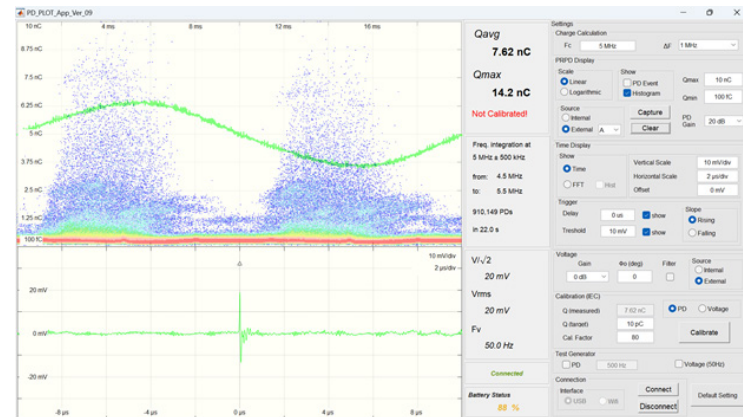 PD_PLOT_App_Ver_09
10 nC 4 ms 8 ms 12 ms 16 ms
8.75 nC
7.5 nC
6.25 nC
5 nC
3.75 nC
2.5 nC
1.25 nC
100 fC
10 mV/div
2 µs/div
20 mV
0 mV
-20 mV
-8 µs -4 µs 0 µs 4 µs 8 µs
Qavg
7.62 nC
Qmax
14.2 nC
Not Calibrated!
Freq. integration at
5 MHz ± 500 kHz
from: 4.5 MHz
to: 5.5 MHz
910.149 PDs
in 22.0 s
V/√2
20 mV
Vrms
20 mV
Fv
50.0 Hz
Connected
Battery Status
88 %
Settings
Charge Calculation
Fc 5 MHz ΔF 1 MHz
PRPD Display
Scale
Linear
Logarithmic
Show
PD Event
Histogram
Qmax 10 nC
Qmin 100 fC
Source
Internal
External A
Capture
Clear
PD Gain 20 dB
Time Display
Show
Time
FFT Hist
Vertical Scale 10 mV/div
Horizontal Scale 2 µs/div
Offset 0 mV
Trigger
Delay 0 us show
Treshold 10 mV show
Slope
Rising
Falling
Voltage
Gain Φo (deg) Filter Source
0 dB 0 Internal
External
Calibration (IEC)
Q (measured) 7.62 nC PD Voltage
Q (target) 10 pC
Cal. Factor 80
Calibrate
Test Generator
PD 500 Hz Voltage (50Hz)
Connection
Interface
USB Wifi
Connect
Disconnect
Default Setting